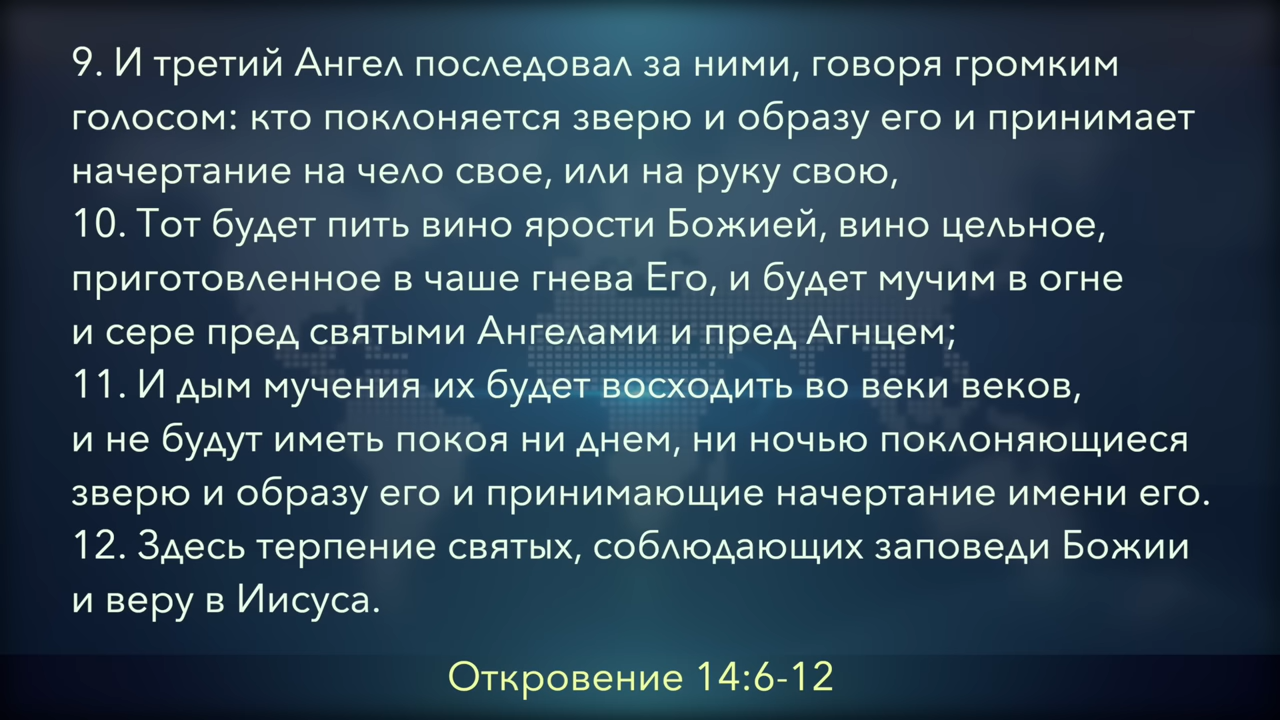 9. И третий Ангел последовал за ними, говоря громким
голосом: кто поклоняется зверю и образу его и принимает
начертание на чело свое, или на руку свою,
10. Тот будет пить вино ярости Божией, вино цельное,
приготовленное в чаше гнева Его, и будет мучим в огне
и сере пред святыми Ангелами и пред Агнцем;
11. И дым мучения их будет восходить во веки веков,
и не будут иметь покоя ни днем, ни ночью поклоняющиеся
зверю и образу его и принимающие начертание имени его.
12. Здесь терпение святых, соблюдающих заповеди Божии
и веру в Иисуса.
Откровение 14:6-12